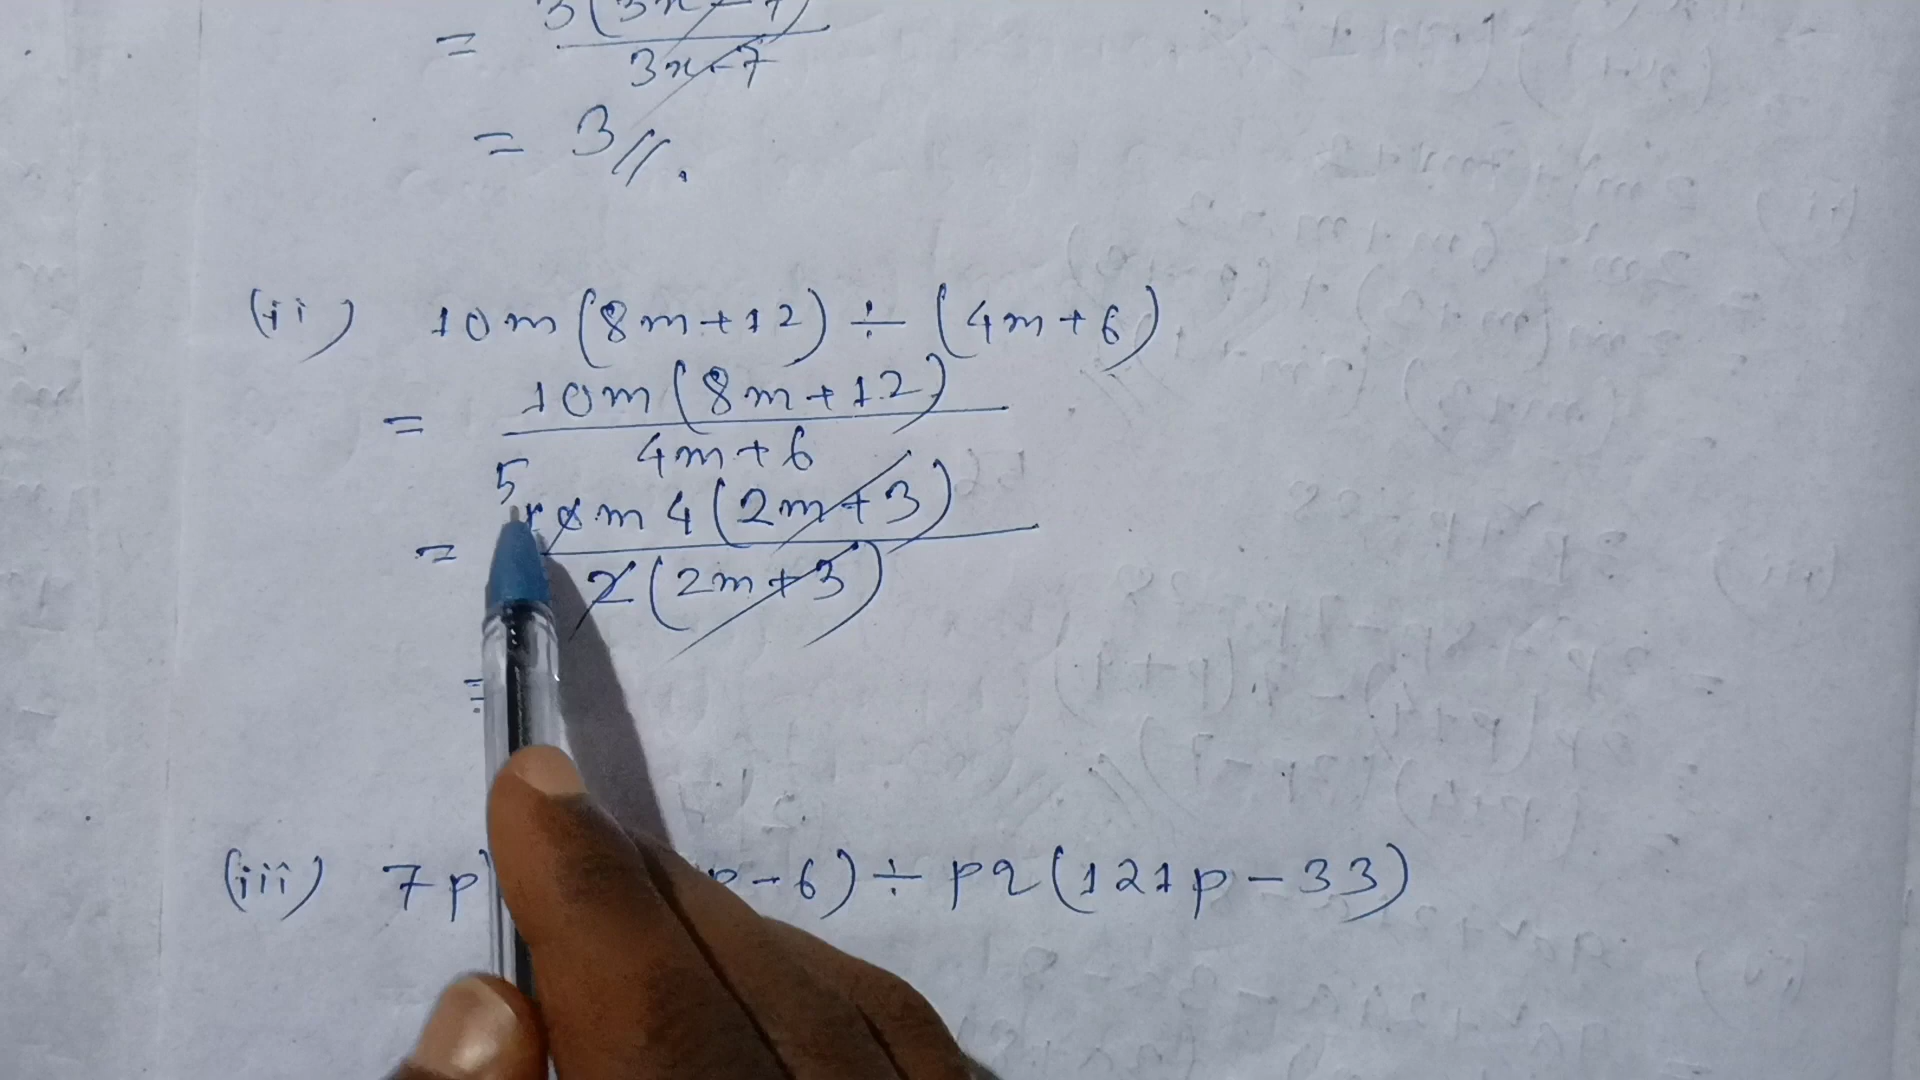 = 3(3x-7)
3x-7
= 3//.
(ii) 10m(8m+12) ÷ (4m+6)
= 10m(8m+12)
4m+6
5
= 10m 4(2m+3)
2(2m+3)
=
(iii) 7p -6) ÷ pq(121p-33)